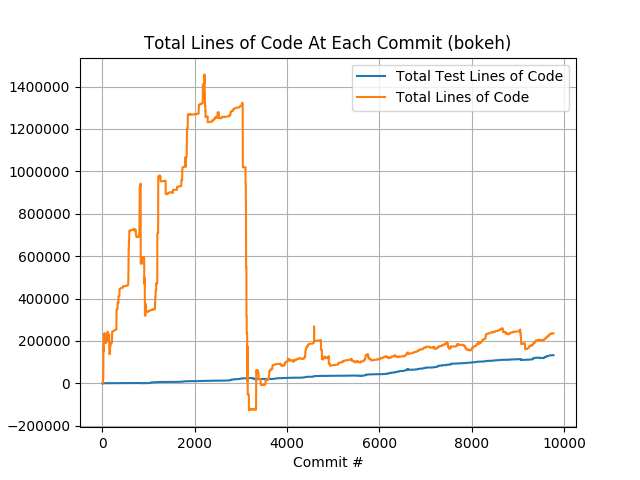 Total Lines of Code At Each Commit (bokeh)
Total Test Lines of Code
Total Lines of Code
1400000
1200000
1000000
800000
600000
400000
200000
0
−200000
0 2000 4000 6000 8000 10000
Commit #